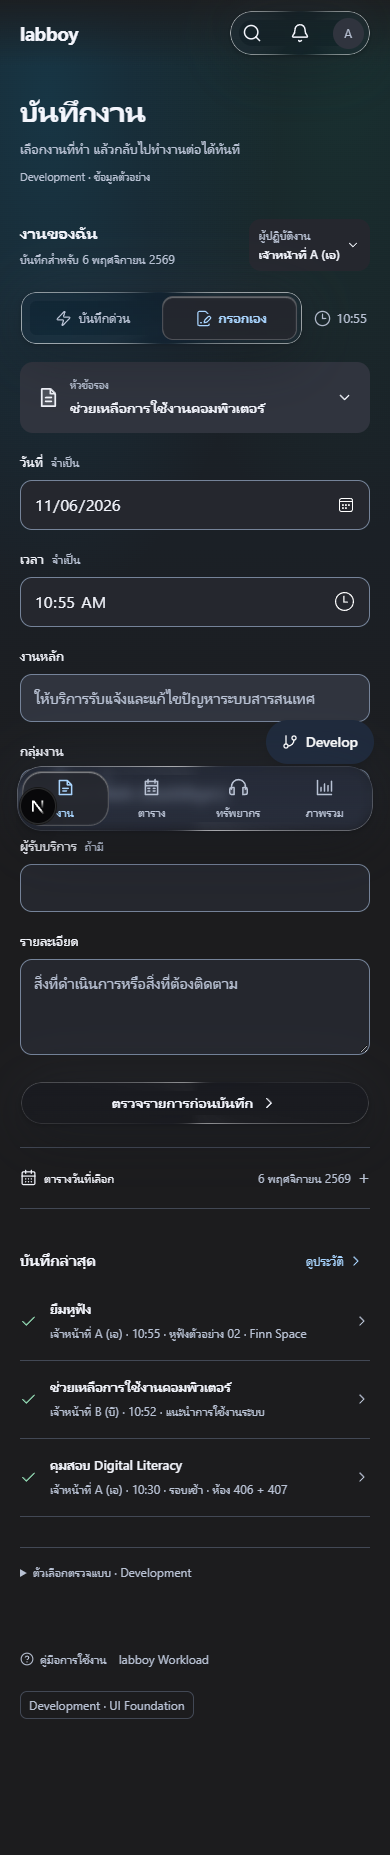 labboy
A
บันทึกงาน
เลือกงานที่ทำ แล้วกลับไปทำงานต่อได้ทันที
Development · ข้อมูลตัวอย่าง
งานของฉัน
บันทึกสำหรับ 6 พฤศจิกายน 2569
ผู้ปฏิบัติงาน
เจ้าหน้าที่ A (เอ)
บันทึกด่วน
กรอกเอง
10:55
หัวข้อรอง
ช่วยเหลือการใช้งานคอมพิวเตอร์
วันที่ จำเป็น
11/06/2026
เวลา จำเป็น
10:55 AM
งานหลัก
ให้บริการรับแจ้งและแก้ไขปัญหาระบบสารสนเทศ
กลุ่มงาน
Develop
N
งาน
ตาราง
ทรัพยากร
ภาพรวม
ผู้รับบริการ ถ้ามี
รายละเอียด
สิ่งที่ดำเนินการหรือสิ่งที่ต้องติดตาม
ตรวจรายการก่อนบันทึก
ตารางวันที่เลือก
6 พฤศจิกายน 2569 +
บันทึกล่าสุด
ดูประวัติ
ยืมหูฟัง
เจ้าหน้าที่ A (เอ) · 10:55 · หูฟังตัวอย่าง 02 · Finn Space
ช่วยเหลือการใช้งานคอมพิวเตอร์
เจ้าหน้าที่ B (บี) · 10:52 · แนะนำการใช้งานระบบ
คุมสอบ Digital Literacy
เจ้าหน้าที่ A (เอ) · 10:30 · รอบเช้า · ห้อง 406 + 407
ตัวเลือกตรวจแบบ · Development
คู่มือการใช้งาน
labboy Workload
Development · UI Foundation